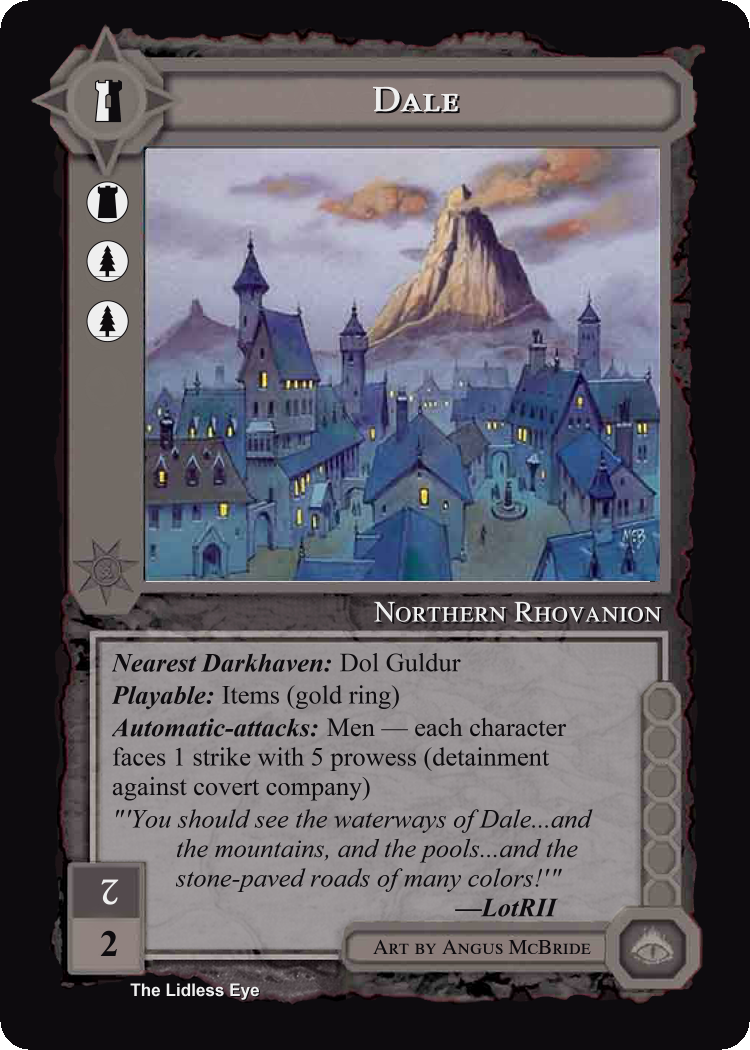 Dale
McB
Northern Rhovanion
Nearest Darkhaven: Dol Guldur
Playable: Items (gold ring)
Automatic-attacks: Men — each character
faces 1 strike with 5 prowess (detainment
against covert company)
"'You should see the waterways of Dale...and
the mountains, and the pools...and the
stone-paved roads of many colors!'"
—LotRII
2
2
Art by Angus McBride
The Lidless Eye